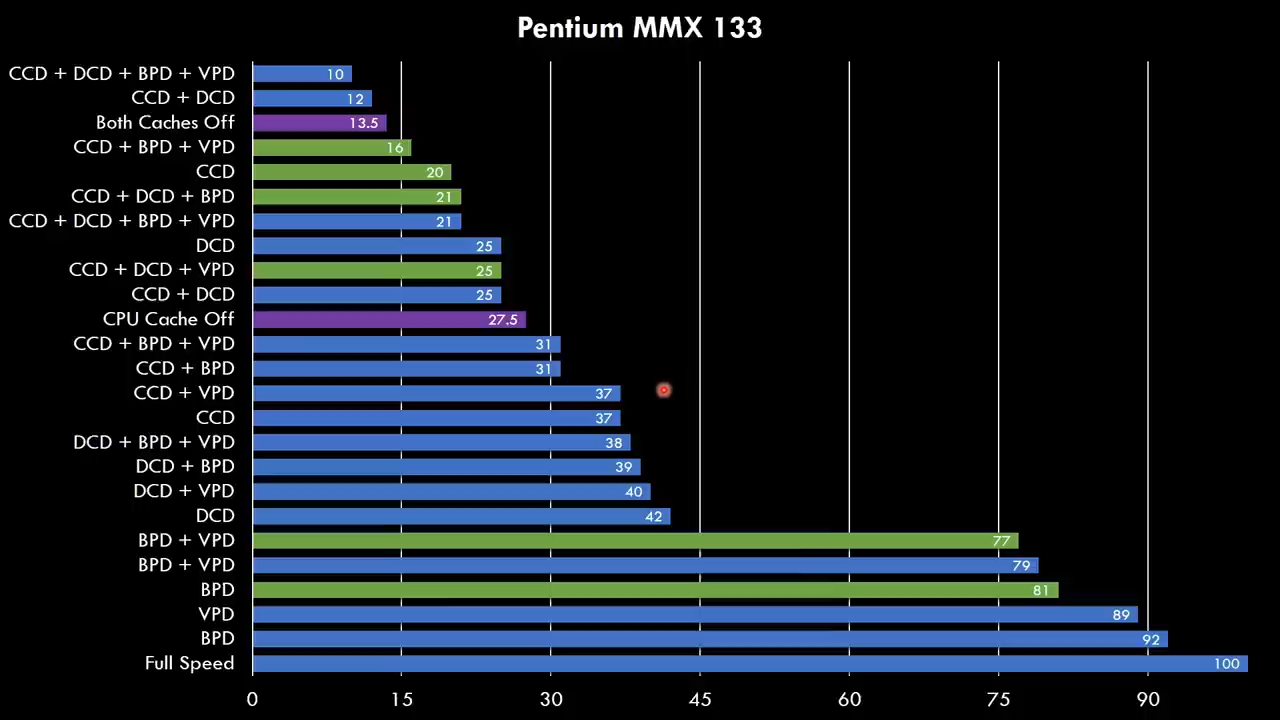 Pentium MMX 133
CCD + DCD + BPD + VPD 10
CCD + DCD 12
Both Caches Off 13.5
CCD + BPD + VPD 16
CCD 20
CCD + DCD + BPD 21
CCD + DCD + BPD + VPD 21
DCD 25
CCD + DCD + VPD 25
CCD + DCD 25
CPU Cache Off 27.5
CCD + BPD + VPD 31
CCD + BPD 31
CCD + VPD 37
CCD 37
DCD + BPD + VPD 38
DCD + BPD 39
DCD + VPD 40
DCD 42
BPD + VPD 77
BPD + VPD 79
BPD 81
VPD 89
BPD 92
Full Speed 100
0 15 30 45 60 75 90